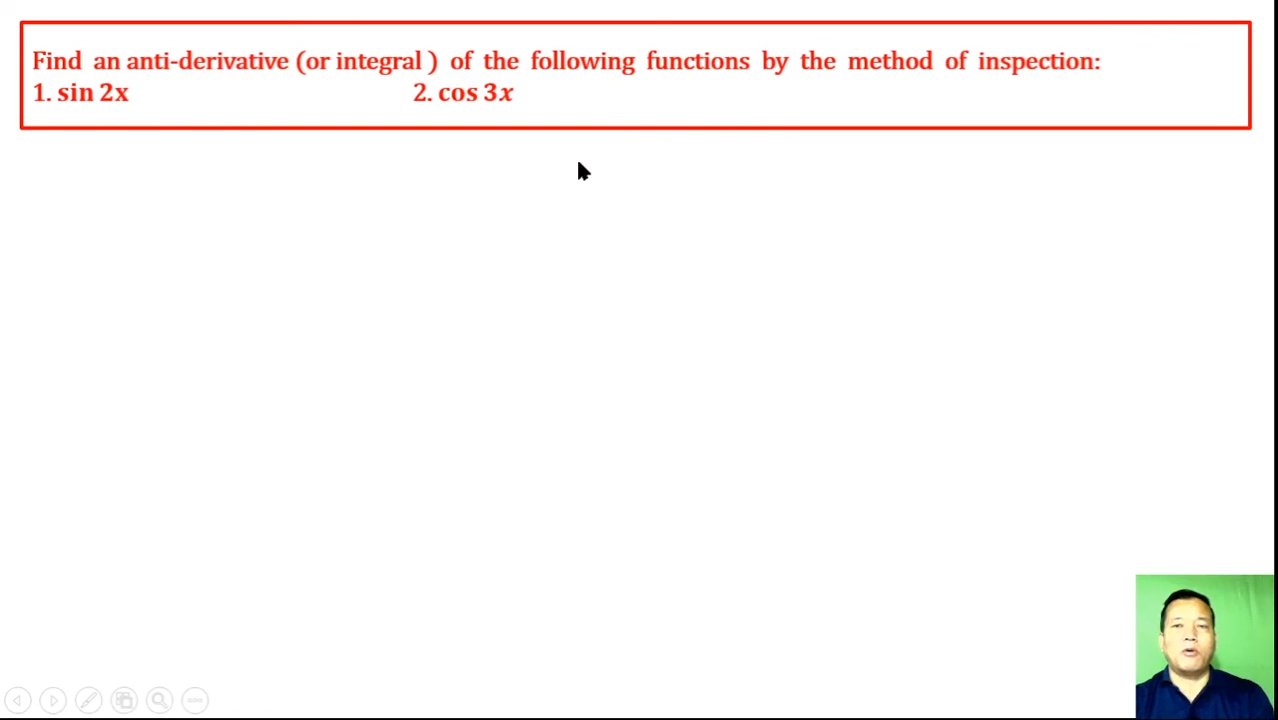 Find an anti-derivative (or integral ) of the following functions by the method of inspection:
1. sin 2x 2. cos 3x